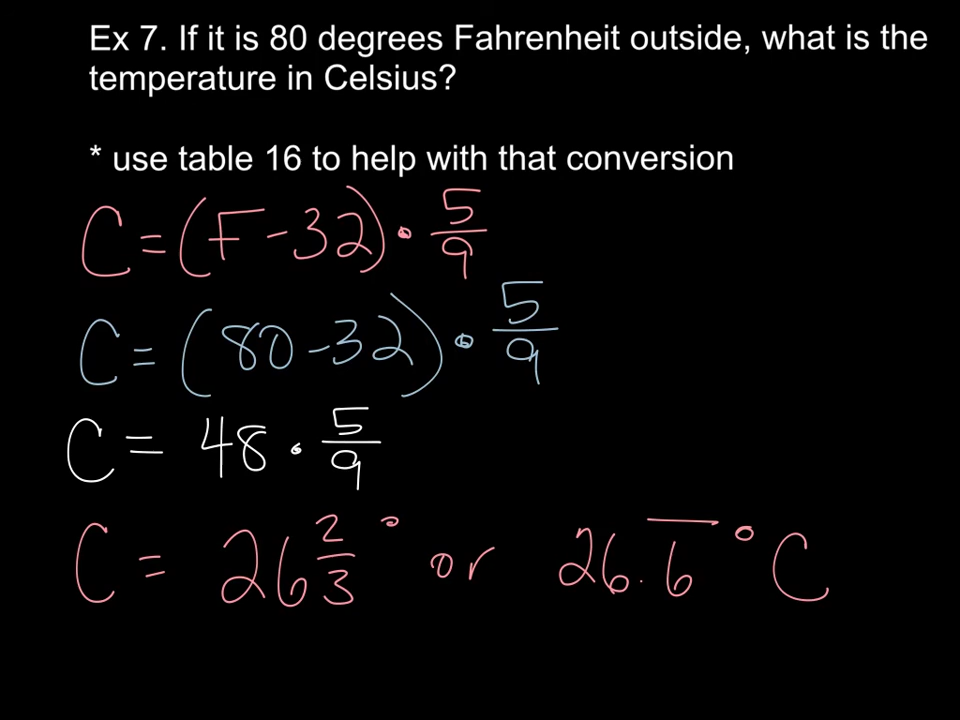 Ex 7. If it is 80 degrees Fahrenheit outside, what is the
temperature in Celsius?
* use table 16 to help with that conversion
C = (F - 32) • 5/9
C = (80 - 32) • 5/9
C = 48 • 5/9
C = 26 2/3 ° or 26.6̅ ° C